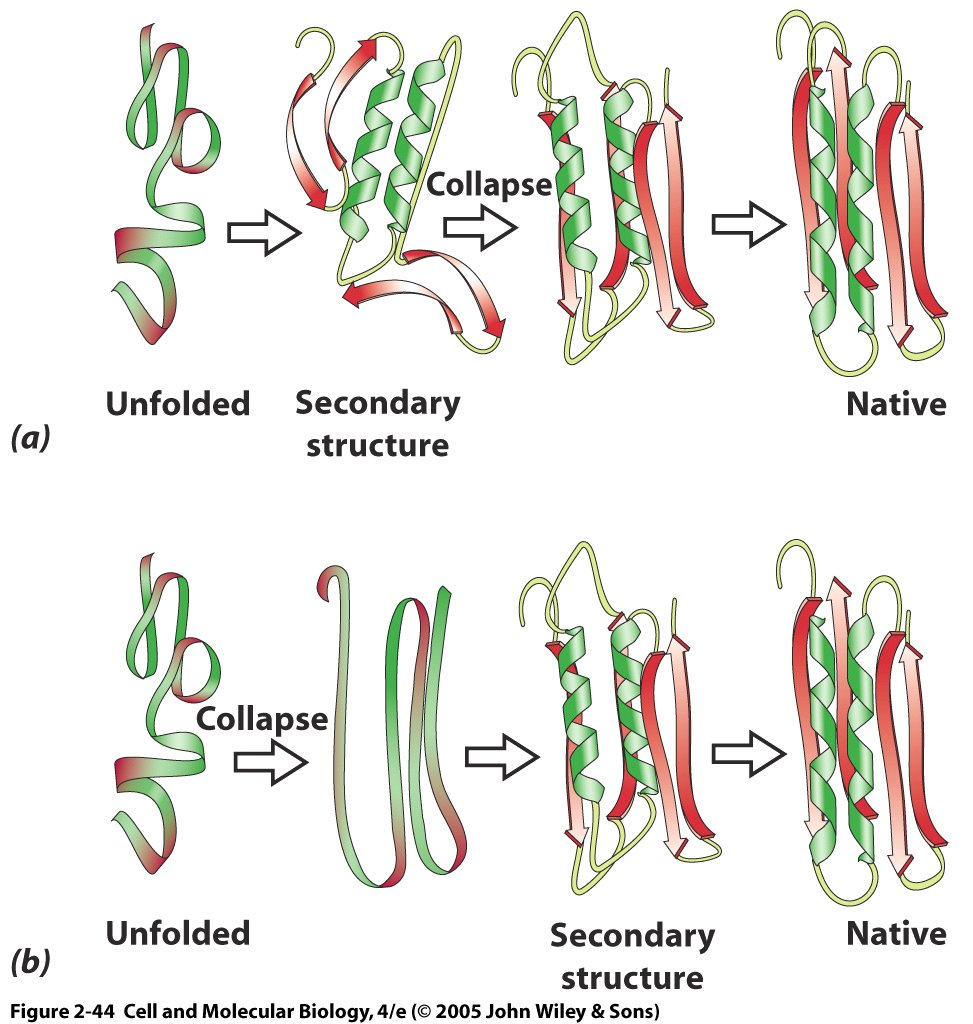 Collapse
Unfolded
Secondary
structure
Native
(a)
Collapse
Unfolded
Secondary
structure
Native
(b)
Figure 2-44 Cell and Molecular Biology, 4/e (© 2005 John Wiley & Sons)